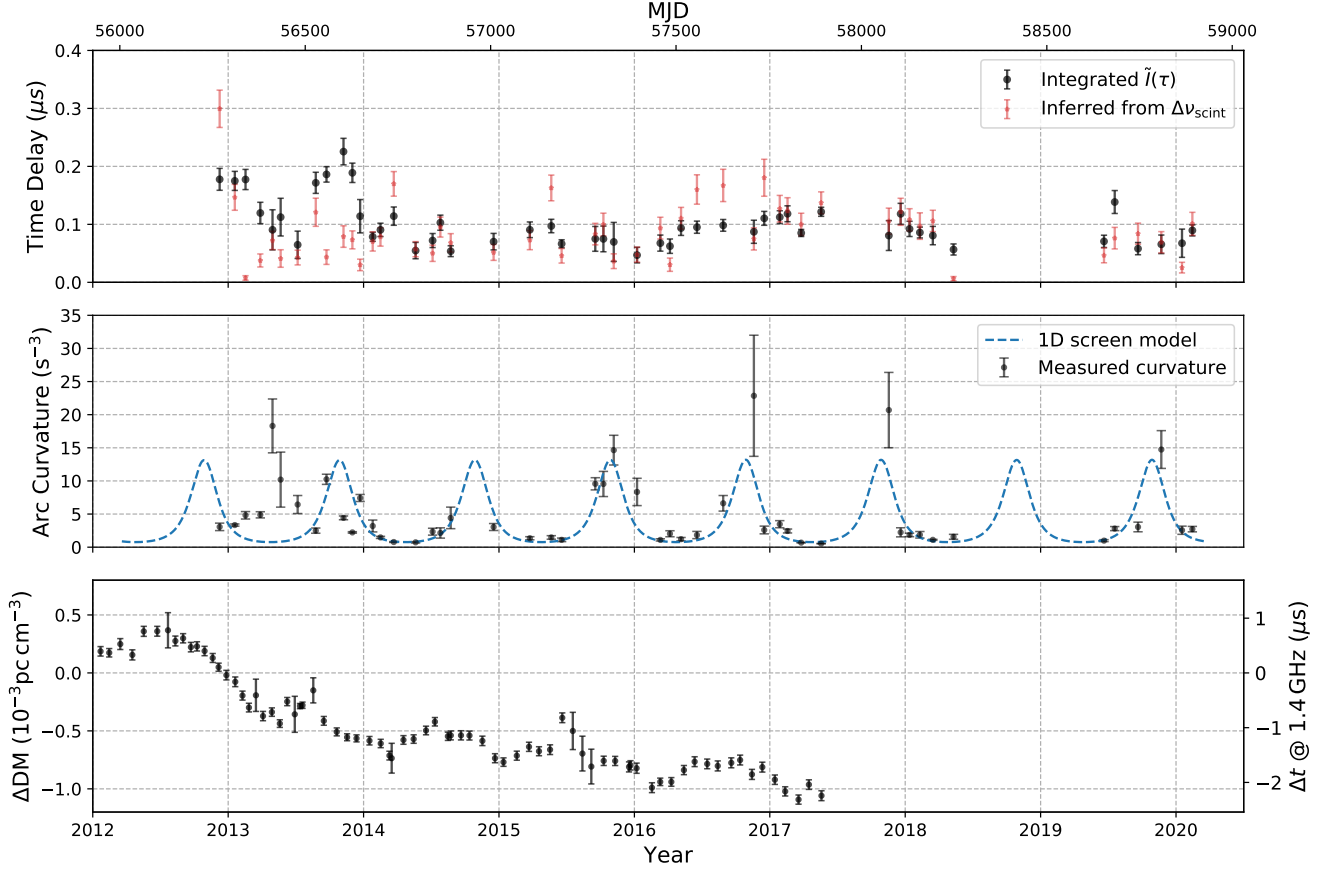 MJD
56000 56500 57000 57500 58000 58500 59000
Time Delay (μs)
0.4
0.3
0.2
0.1
0.0
Integrated Ĩ(τ)
Inferred from Δν_scint
Arc Curvature (s⁻³)
35
30
25
20
15
10
5
0
1D screen model
Measured curvature
ΔDM (10⁻³pc cm⁻³)
0.5
0.0
−0.5
−1.0
1
0
−1
−2
Δt @ 1.4 GHz (μs)
2012 2013 2014 2015 2016 2017 2018 2019 2020
Year